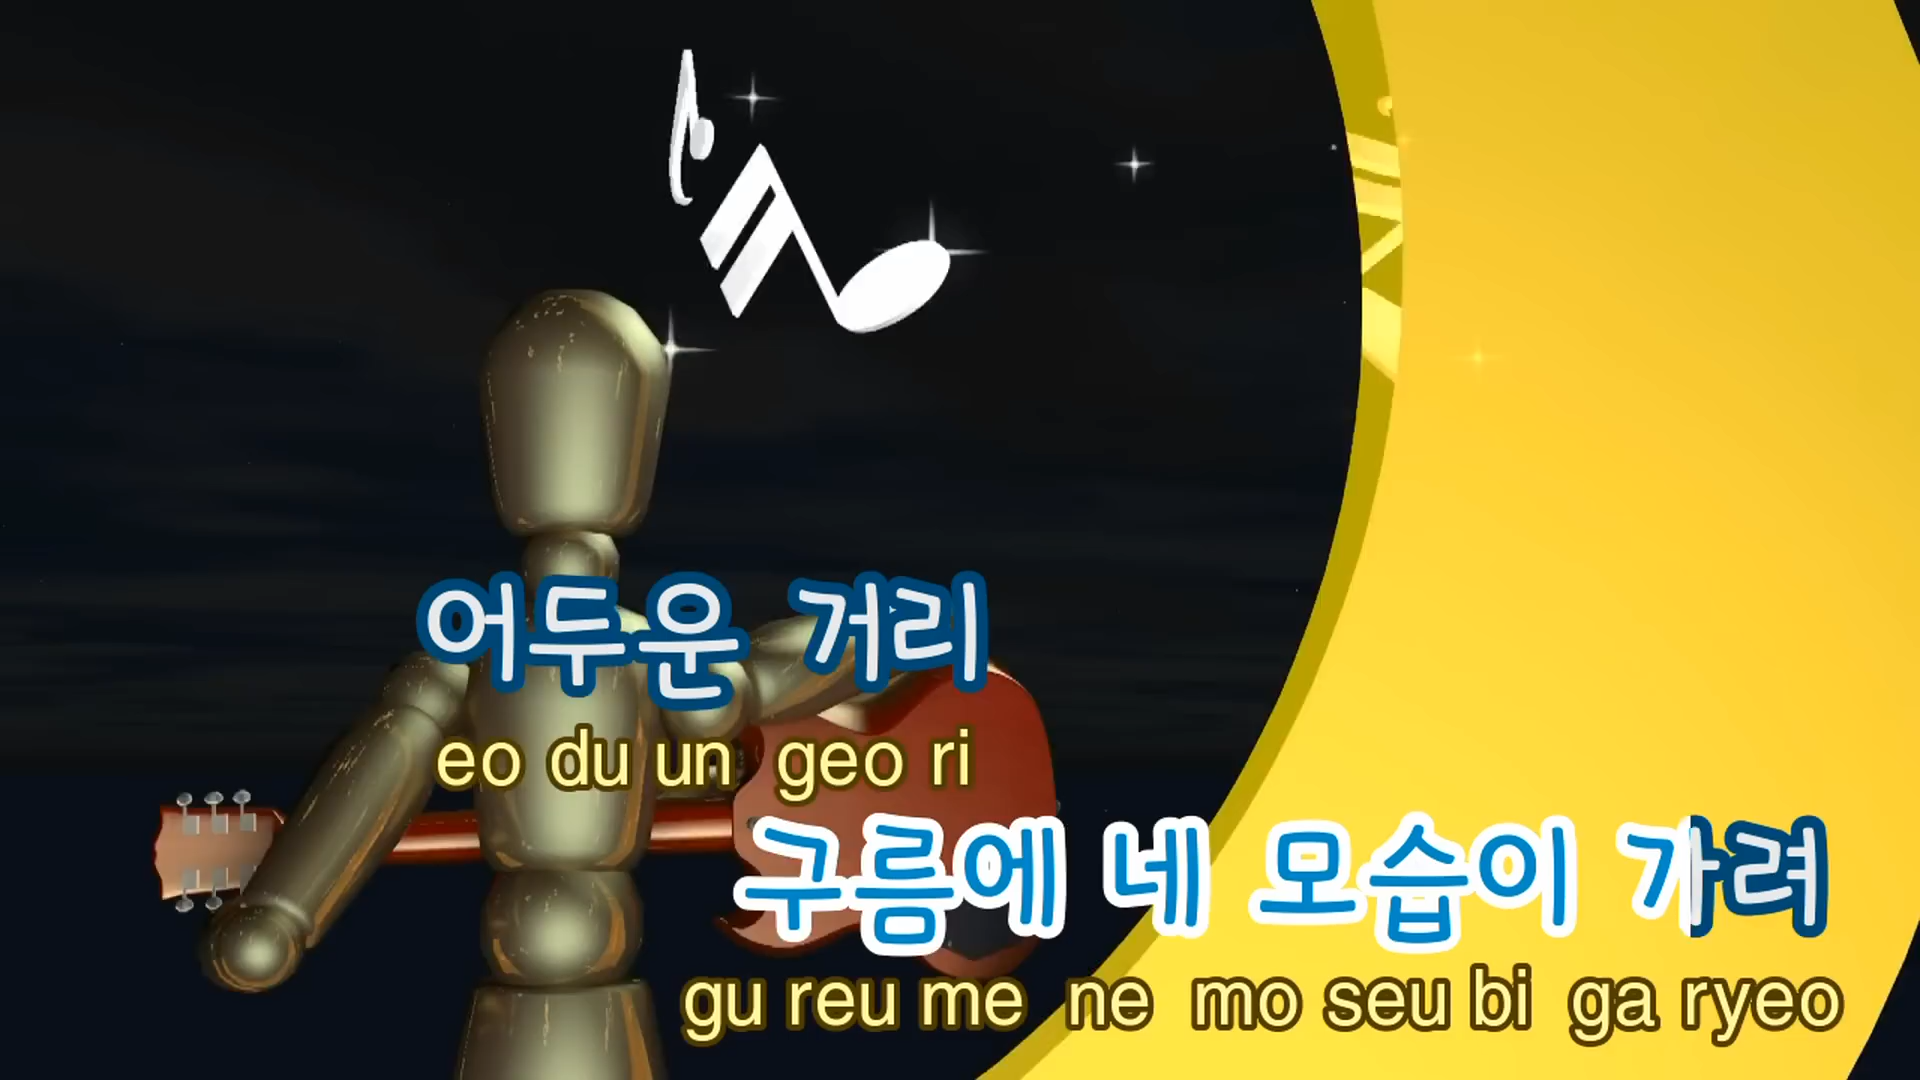 어두운 거리
eo du un geo ri
구름에 네 모습이 가려
gu reu me ne mo seu bi ga ryeo